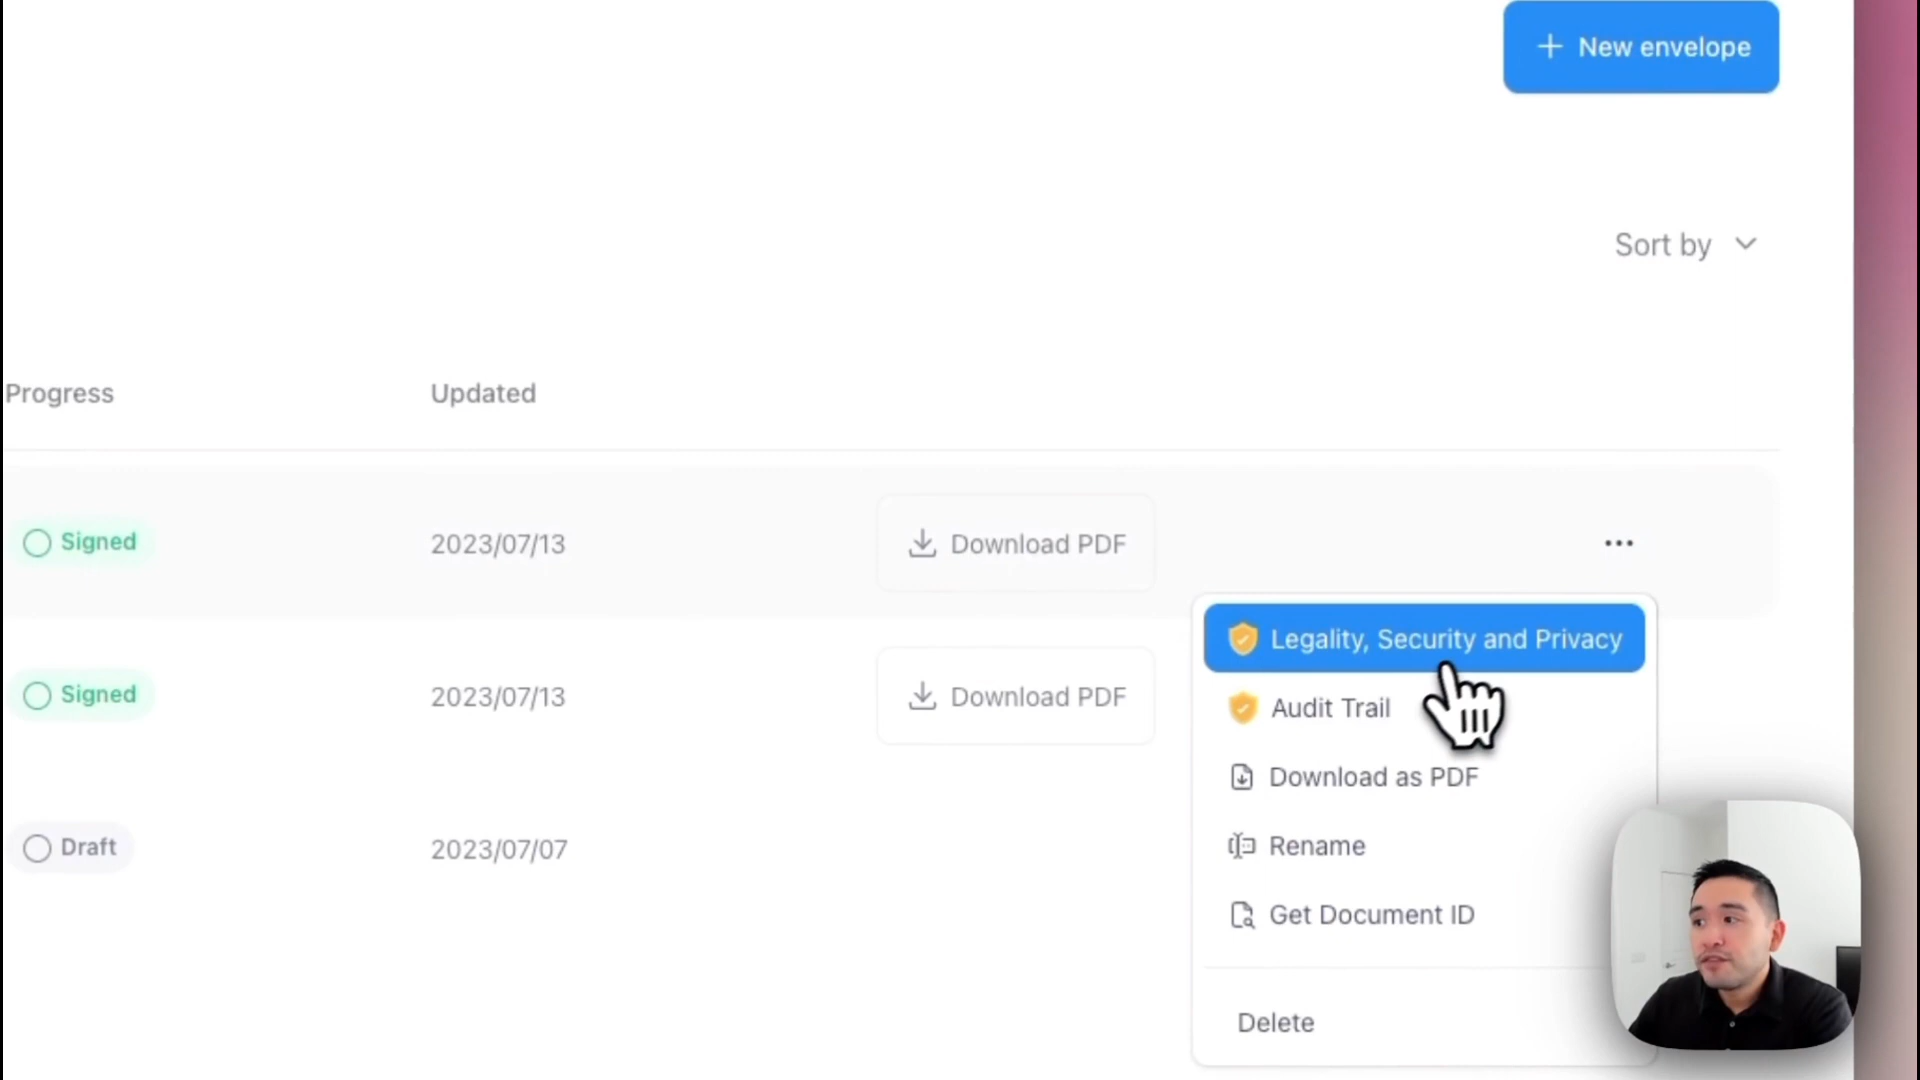 New envelope
Sort by
Progress Updated
Signed 2023/07/13 Download PDF
Legality, Security and Privacy
Signed 2023/07/13 Download PDF
Audit Trail
Download as PDF
Draft 2023/07/07
Rename
Get Document ID
Delete